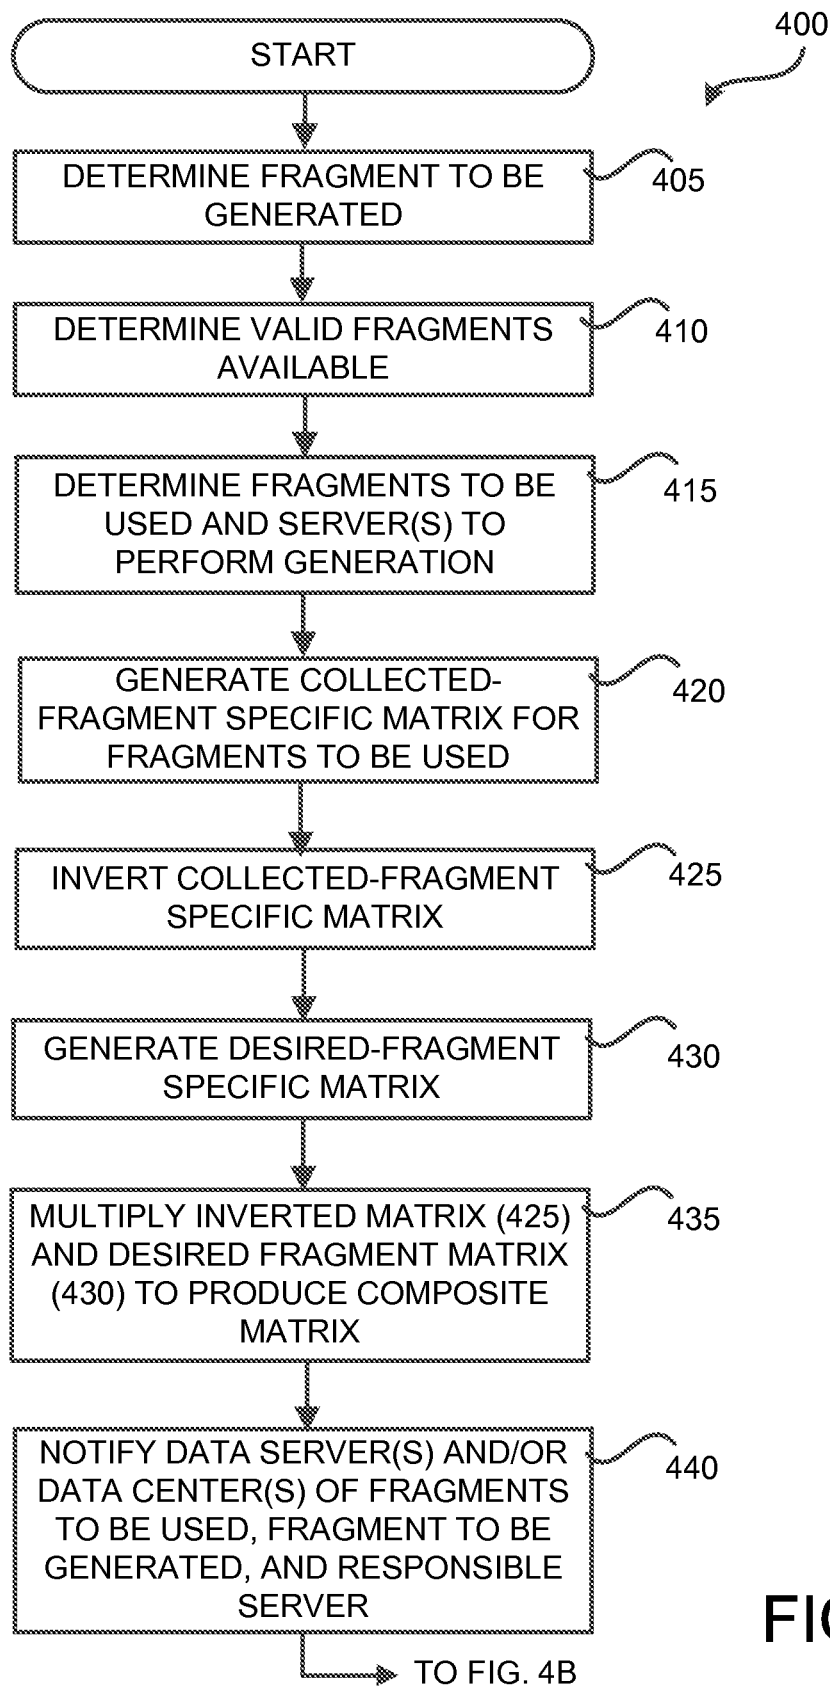 400
START
DETERMINE FRAGMENT TO BE
GENERATED
405
DETERMINE VALID FRAGMENTS
AVAILABLE
410
DETERMINE FRAGMENTS TO BE
USED AND SERVER(S) TO
PERFORM GENERATION
415
GENERATE COLLECTED-
FRAGMENT SPECIFIC MATRIX FOR
FRAGMENTS TO BE USED
420
INVERT COLLECTED-FRAGMENT
SPECIFIC MATRIX
425
GENERATE DESIRED-FRAGMENT
SPECIFIC MATRIX
430
MULTIPLY INVERTED MATRIX (425)
AND DESIRED FRAGMENT MATRIX
(430) TO PRODUCE COMPOSITE
MATRIX
435
NOTIFY DATA SERVER(S) AND/OR
DATA CENTER(S) OF FRAGMENTS
TO BE USED, FRAGMENT TO BE
GENERATED, AND RESPONSIBLE
SERVER
440
TO FIG. 4B